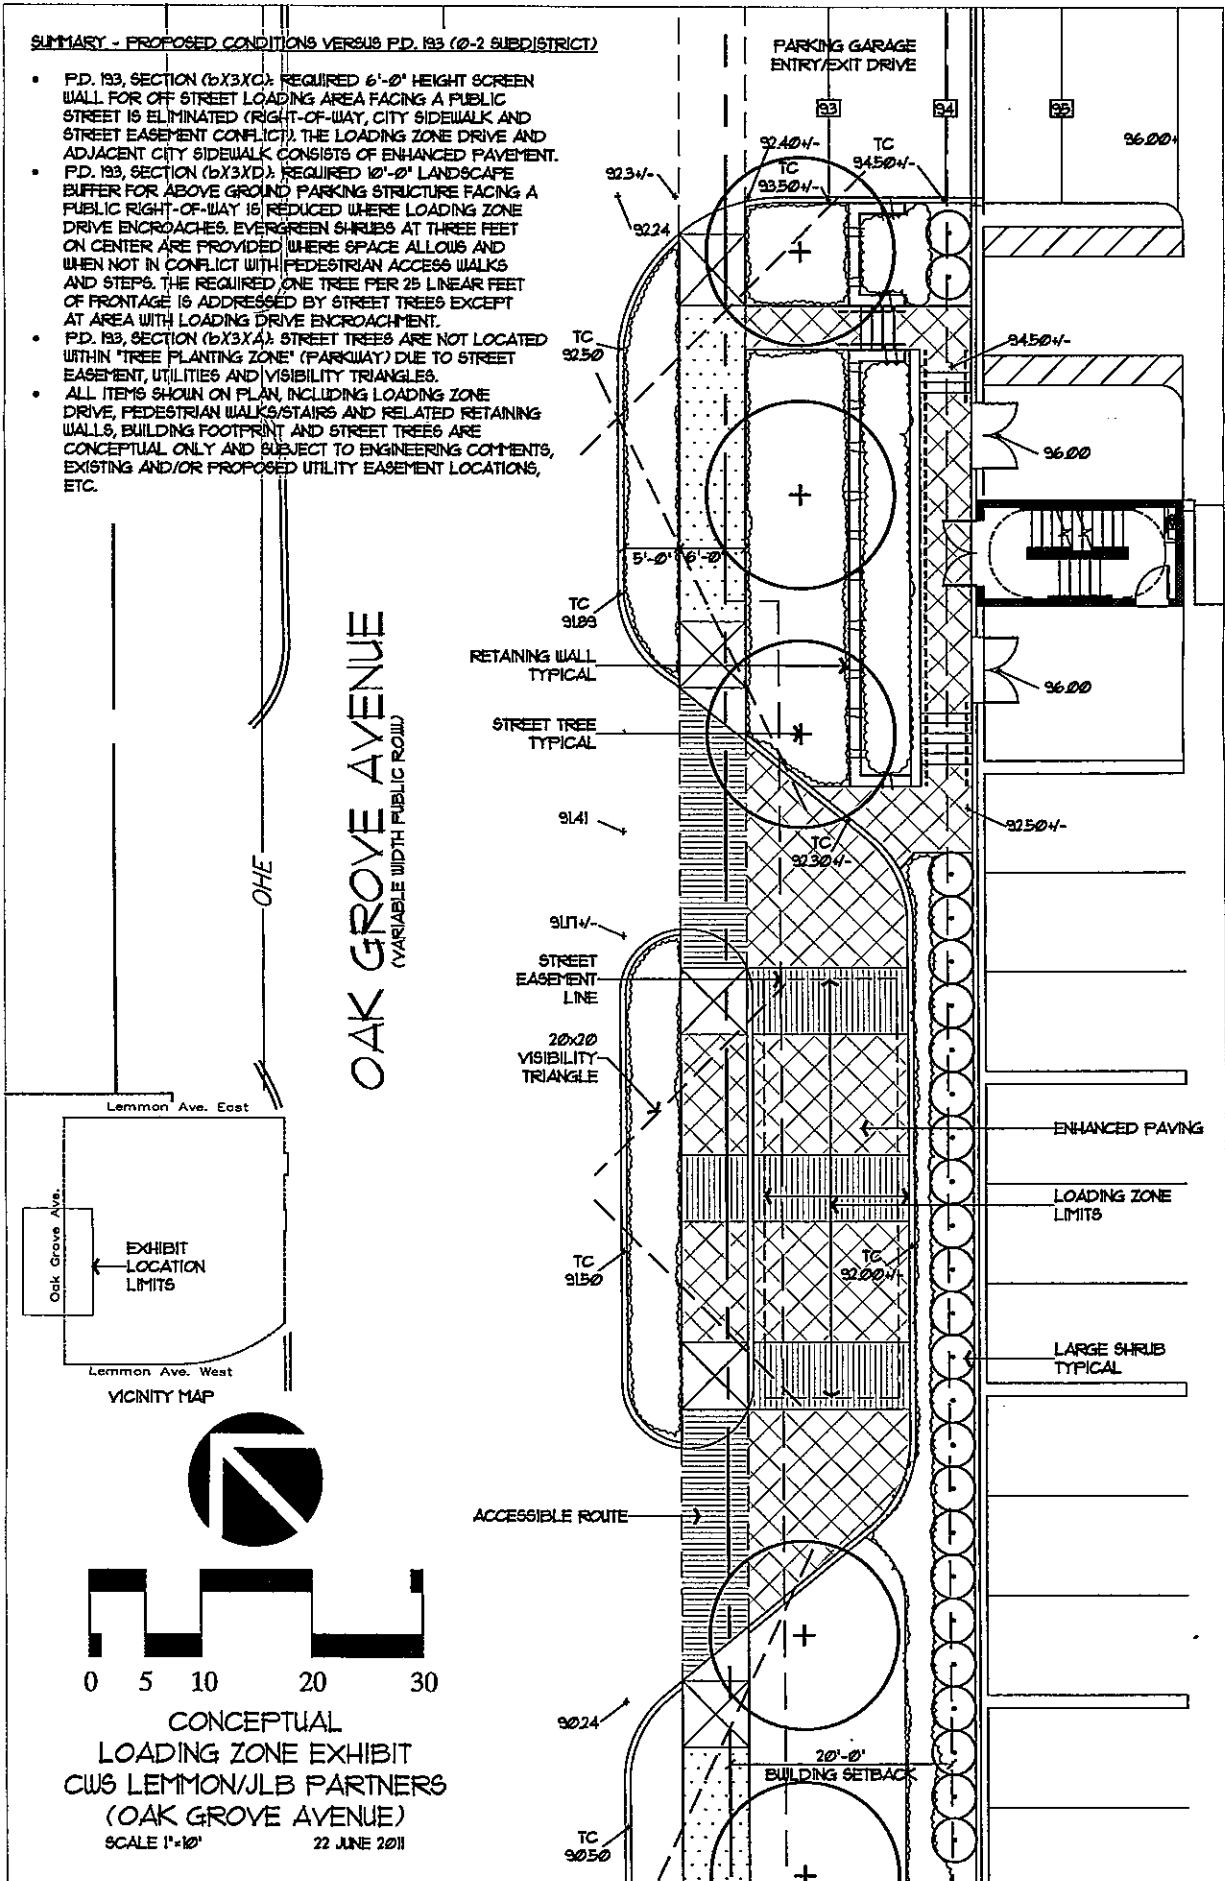 SUMMARY - PROPOSED CONDITIONS VERSUS P.D. 193 (O-2 SUBDISTRICT)
• P.D. 193, SECTION (b)(3)(C): REQUIRED 6'-0" HEIGHT SCREEN
WALL FOR OFF STREET LOADING AREA FACING A PUBLIC
STREET IS ELIMINATED (RIGHT-OF-WAY, CITY SIDEWALK AND
STREET EASEMENT CONFLICT). THE LOADING ZONE DRIVE AND
ADJACENT CITY SIDEWALK CONSISTS OF ENHANCED PAVEMENT.
• P.D. 193, SECTION (b)(3)(D): REQUIRED 10'-0" LANDSCAPE
BUFFER FOR ABOVE GROUND PARKING STRUCTURE FACING A
PUBLIC RIGHT-OF-WAY IS REDUCED WHERE LOADING ZONE
DRIVE ENCROACHES. EVERGREEN SHRUBS AT THREE FEET
ON CENTER ARE PROVIDED WHERE SPACE ALLOWS AND
WHEN NOT IN CONFLICT WITH PEDESTRIAN ACCESS WALKS
AND STEPS. THE REQUIRED ONE TREE PER 25 LINEAR FEET
OF FRONTAGE IS ADDRESSED BY STREET TREES EXCEPT
AT AREA WITH LOADING DRIVE ENCROACHMENT.
• P.D. 193, SECTION (b)(3)(A): STREET TREES ARE NOT LOCATED
WITHIN "TREE PLANTING ZONE" (PARKWAY) DUE TO STREET
EASEMENT, UTILITIES AND VISIBILITY TRIANGLES.
• ALL ITEMS SHOWN ON PLAN, INCLUDING LOADING ZONE
DRIVE, PEDESTRIAN WALKS/STAIRS AND RELATED RETAINING
WALLS, BUILDING FOOTPRINT AND STREET TREES ARE
CONCEPTUAL ONLY AND SUBJECT TO ENGINEERING COMMENTS,
EXISTING AND/OR PROPOSED UTILITY EASEMENT LOCATIONS,
ETC.
PARKING GARAGE
ENTRY/EXIT DRIVE
93
94
95
96.00+
92.40+/-
TC
94.50+/-
TC
93.50+/-
92.3+/-
92.24
TC
92.50
94.50+/-
96.00
5'-0"
6'-0"
TC
91.89
RETAINING WALL
TYPICAL
96.00
STREET TREE
TYPICAL
91.41
TC
92.30+/-
92.50+/-
OAK GROVE AVENUE
(VARIABLE WIDTH PUBLIC ROW)
OHE
91.17+/-
STREET
EASEMENT
LINE
20x20
VISIBILITY
TRIANGLE
ENHANCED PAVING
LOADING ZONE
LIMITS
TC
91.50
TC
92.00+/-
LARGE SHRUB
TYPICAL
Lemmon Ave. East
Oak Grove Ave.
EXHIBIT
LOCATION
LIMITS
Lemmon Ave. West
VICINITY MAP
ACCESSIBLE ROUTE
0 5 10 20 30
CONCEPTUAL
LOADING ZONE EXHIBIT
CWS LEMMON/JLB PARTNERS
(OAK GROVE AVENUE)
SCALE 1"=10' 22 JUNE 2011
90.24
20'-0"
BUILDING SETBACK
TC
90.50